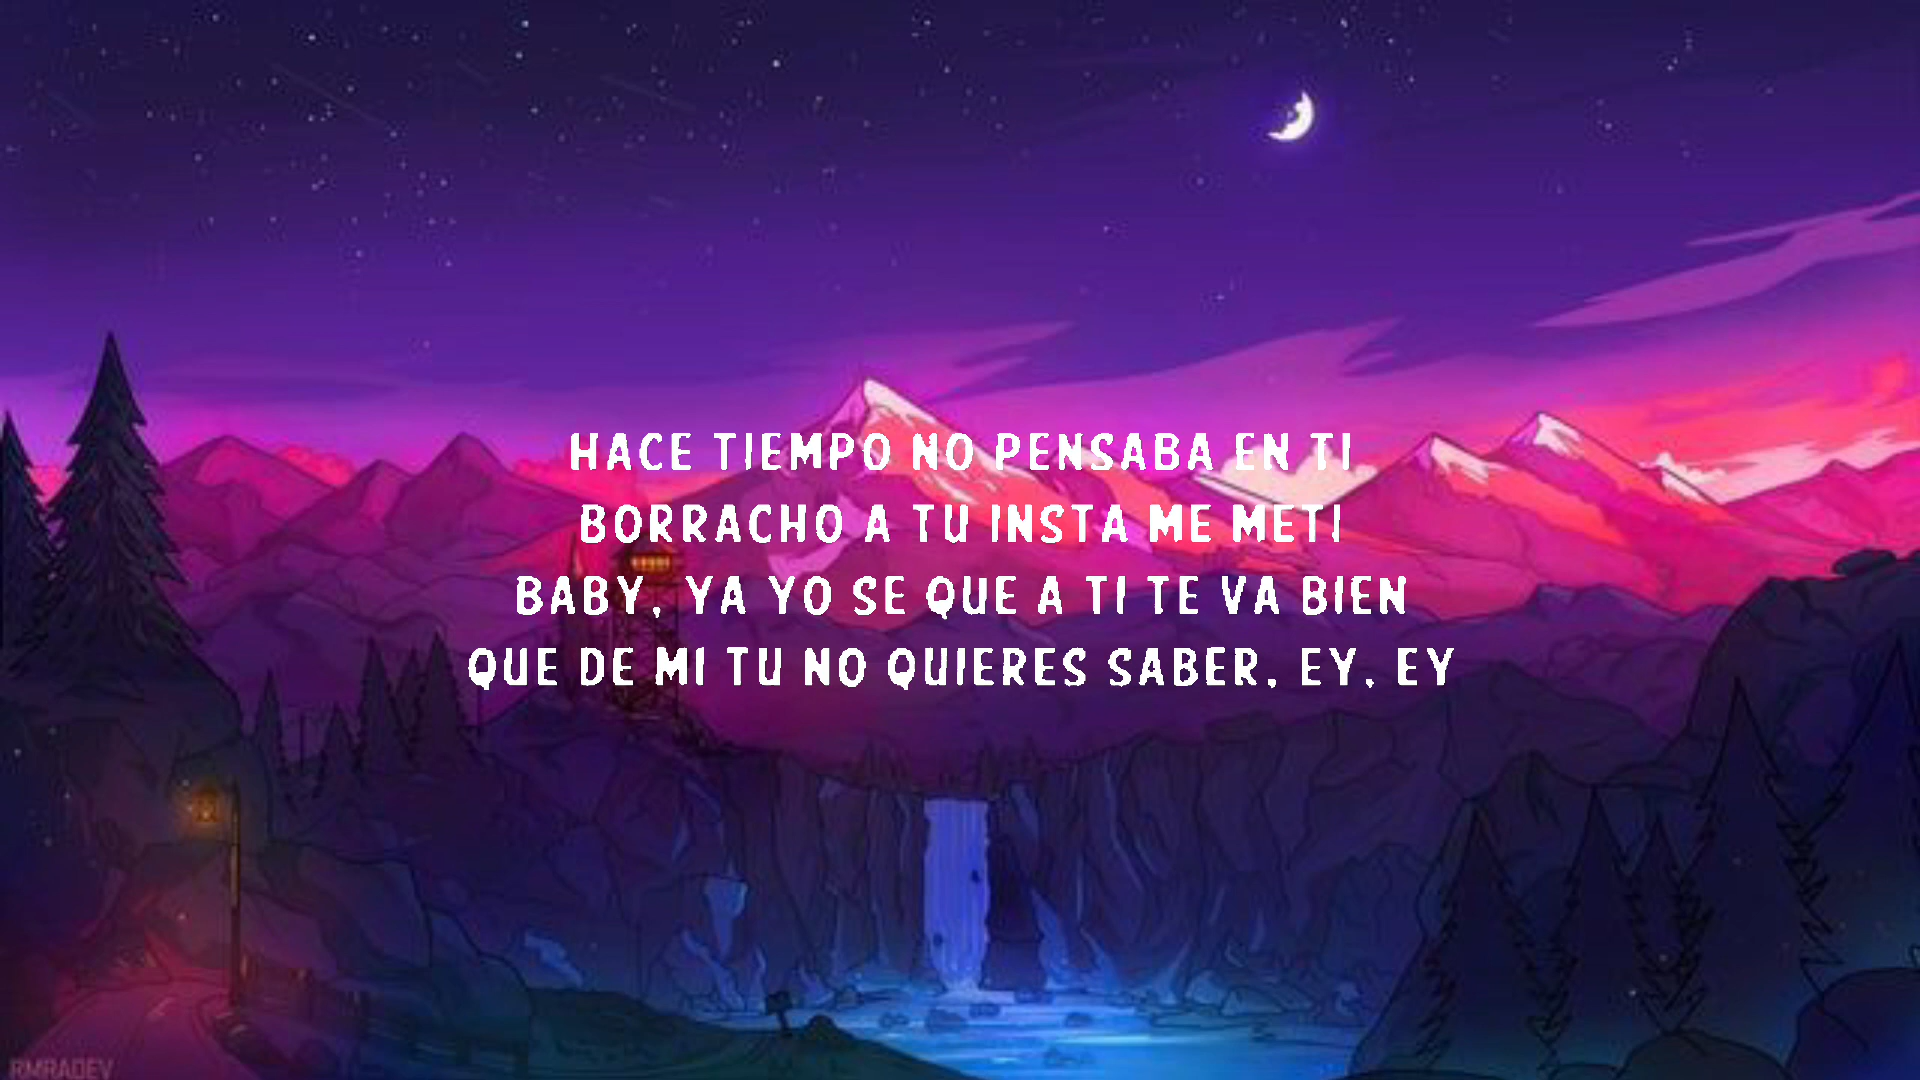 HACE TIEMPO NO PENSABA EN TI
BORRACHO A TU INSTA ME METI
BABY, YA YO SE QUE A TI TE VA BIEN
QUE DE MI TU NO QUIERES SABER, EY, EY
RMRADEV